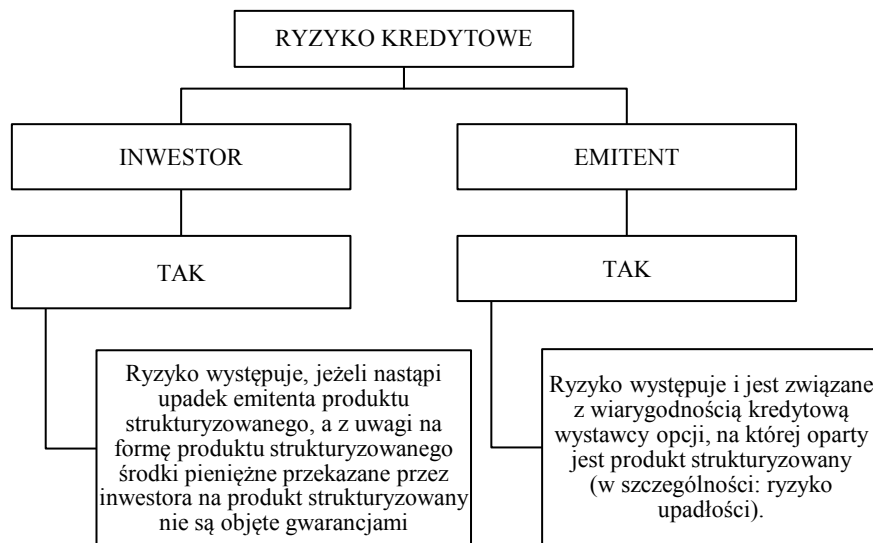 RYZYKO KREDYTOWE
INWESTOR
EMITENT
TAK
TAK
Ryzyko występuje, jeżeli nastąpi
upadek emitenta produktu
strukturyzowanego, a z uwagi na
formę produktu strukturyzowanego
środki pieniężne przekazane przez
inwestora na produkt strukturyzowany
nie są objęte gwarancjami
Ryzyko występuje i jest związane
z wiarygodnością kredytową
wystawcy opcji, na której oparty
jest produkt strukturyzowany
(w szczególności: ryzyko
upadłości).